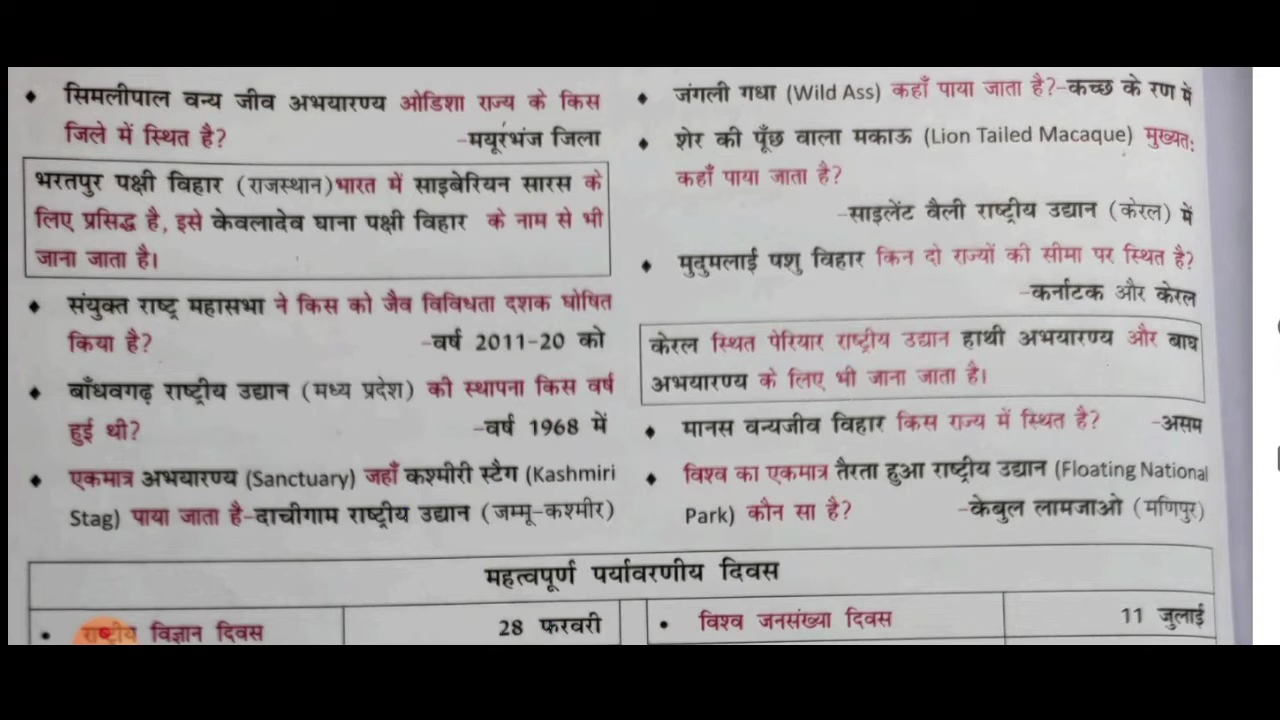 ♦ सिमलीपाल वन्य जीव अभयारण्य ओडिशा राज्य के किस
जिले में स्थित है? -मयूरभंज जिला
भरतपुर पक्षी विहार (राजस्थान)भारत में साइबेरियन सारस के
लिए प्रसिद्ध है, इसे केवलादेव घाना पक्षी विहार के नाम से भी
जाना जाता है।
♦ संयुक्त राष्ट्र महासभा ने किस को जैव विविधता दशक घोषित
किया है? -वर्ष 2011-20 को
♦ बाँधवगढ़ राष्ट्रीय उद्यान (मध्य प्रदेश) की स्थापना किस वर्ष
हुई थी? -वर्ष 1968 में
♦ एकमात्र अभयारण्य (Sanctuary) जहाँ कश्मीरी स्टैग (Kashmiri
Stag) पाया जाता है-दाचीगाम राष्ट्रीय उद्यान (जम्मू-कश्मीर)
♦ जंगली गधा (Wild Ass) कहाँ पाया जाता है?-कच्छ के रण में
♦ शेर की पूँछ वाला मकाऊ (Lion Tailed Macaque) मुख्यत:
कहाँ पाया जाता है?
-साइलेंट वैली राष्ट्रीय उद्यान (केरल) में
♦ मुदुमलाई पशु विहार किन दो राज्यों की सीमा पर स्थित है?
-कर्नाटक और केरल
केरल स्थित पेरियार राष्ट्रीय उद्यान हाथी अभयारण्य और बाघ
अभयारण्य के लिए भी जाना जाता है।
♦ मानस वन्यजीव विहार किस राज्य में स्थित है? -असम
♦ विश्व का एकमात्र तैरता हुआ राष्ट्रीय उद्यान (Floating National
Park) कौन सा है? -केबुल लामजाओ (मणिपुर)
महत्वपूर्ण पर्यावरणीय दिवस
• राष्ट्रीय विज्ञान दिवस 28 फरवरी
• विश्व जनसंख्या दिवस 11 जुलाई